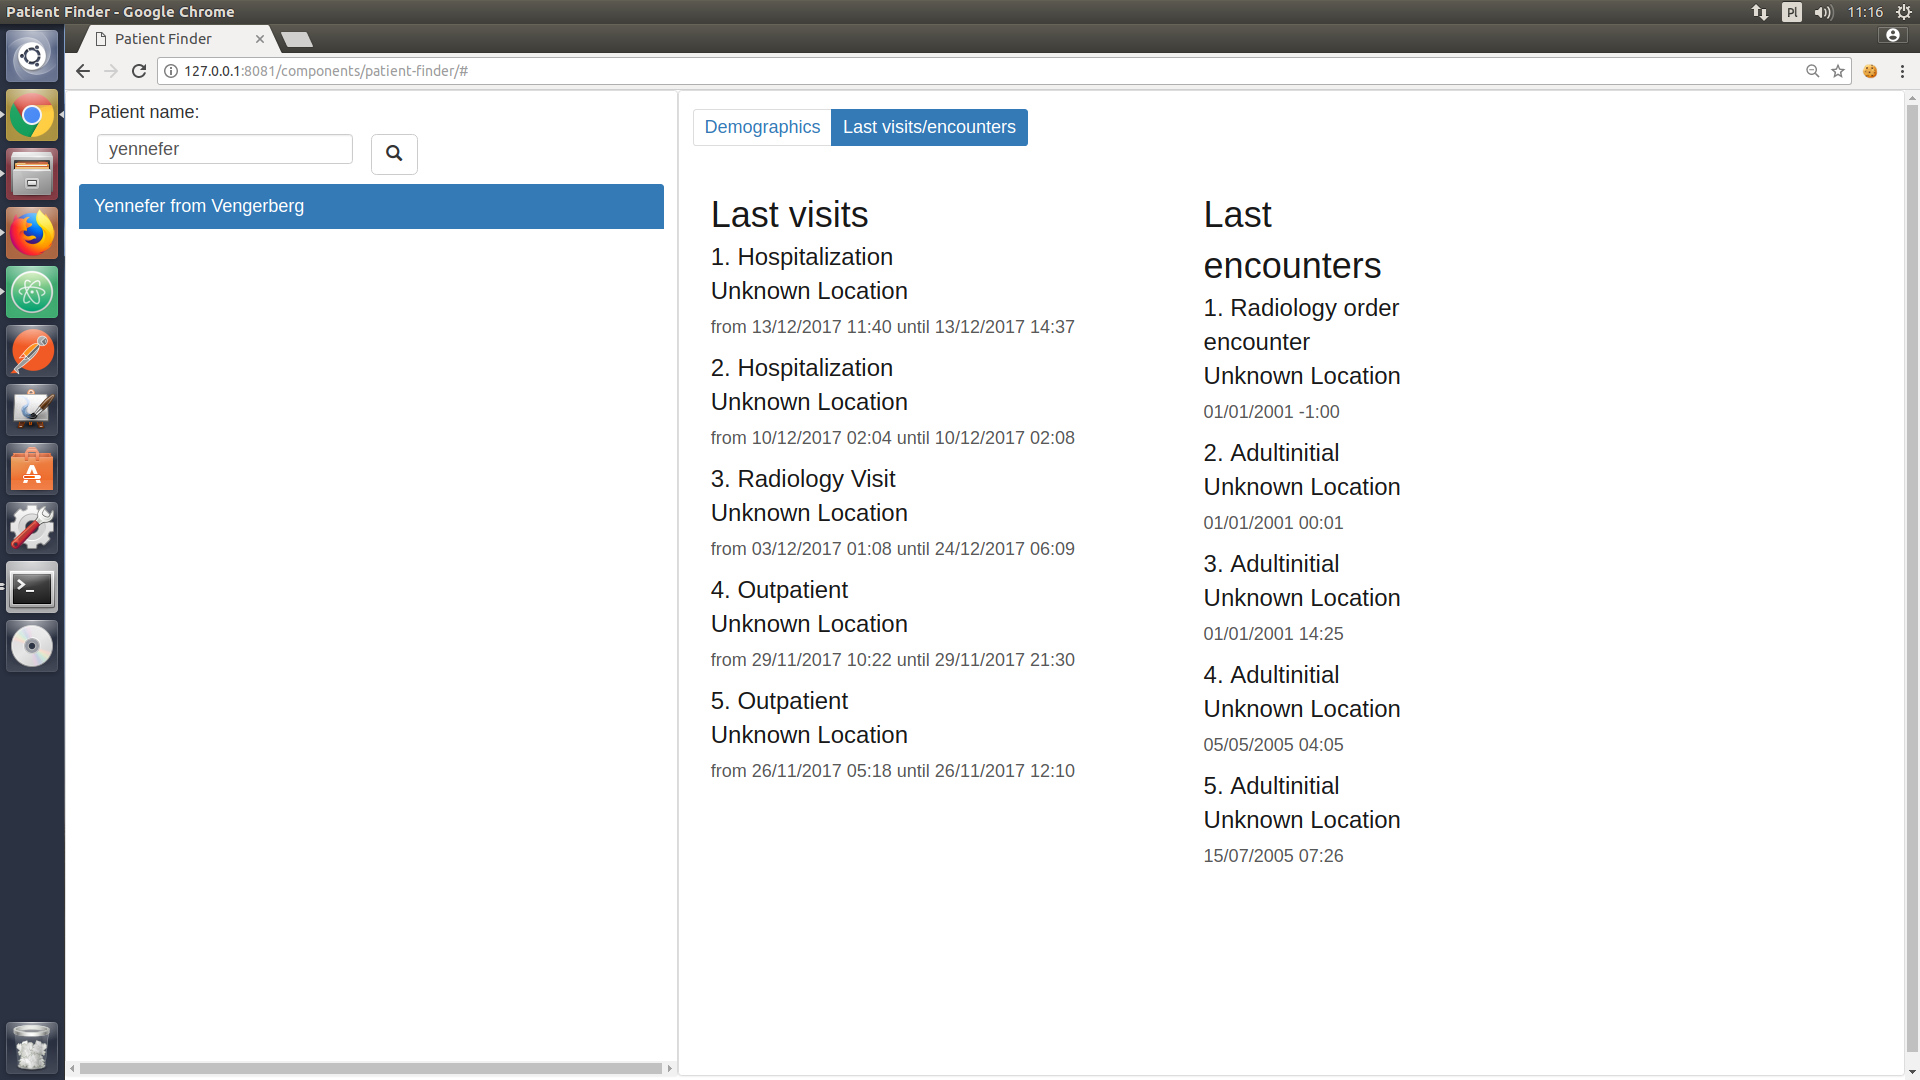 Patient Finder - Google Chrome
Pl
11:16
Patient Finder
127.0.0.1:8081/components/patient-finder/#
Patient name:
yennefer
Yennefer from Vengerberg
Demographics
Last visits/encounters
Last visits
1. Hospitalization
Unknown Location
from 13/12/2017 11:40 until 13/12/2017 14:37
2. Hospitalization
Unknown Location
from 10/12/2017 02:04 until 10/12/2017 02:08
3. Radiology Visit
Unknown Location
from 03/12/2017 01:08 until 24/12/2017 06:09
4. Outpatient
Unknown Location
from 29/11/2017 10:22 until 29/11/2017 21:30
5. Outpatient
Unknown Location
from 26/11/2017 05:18 until 26/11/2017 12:10
Last
encounters
1. Radiology order
encounter
Unknown Location
01/01/2001 -1:00
2. Adultinitial
Unknown Location
01/01/2001 00:01
3. Adultinitial
Unknown Location
01/01/2001 14:25
4. Adultinitial
Unknown Location
05/05/2005 04:05
5. Adultinitial
Unknown Location
15/07/2005 07:26